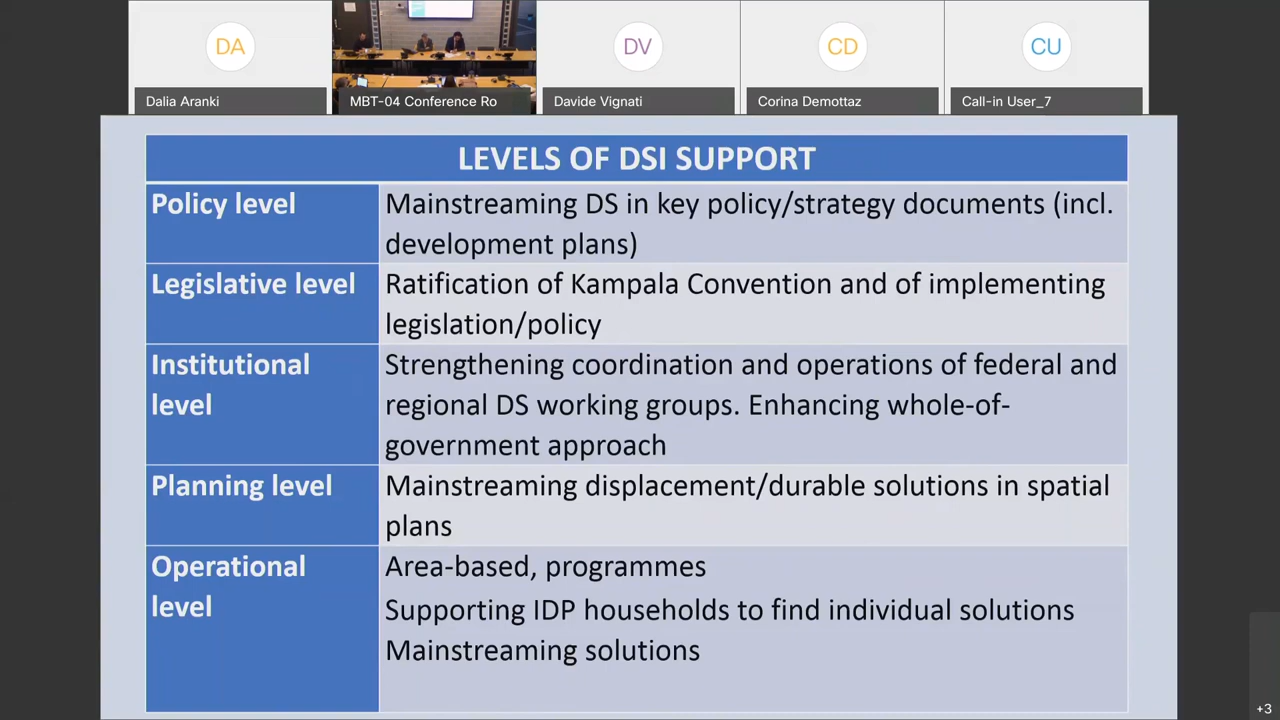 DA
DV
CD
CU
Dalia Aranki
MBT-04 Conference Ro
Davide Vignati
Corina Demottaz
Call-in User_7
LEVELS OF DSI SUPPORT
Policy level
Mainstreaming DS in key policy/strategy documents (incl.
development plans)
Legislative level
Ratification of Kampala Convention and of implementing
legislation/policy
Institutional
level
Strengthening coordination and operations of federal and
regional DS working groups. Enhancing whole-of-
government approach
Planning level
Mainstreaming displacement/durable solutions in spatial
plans
Operational
level
Area-based, programmes
Supporting IDP households to find individual solutions
Mainstreaming solutions
+3